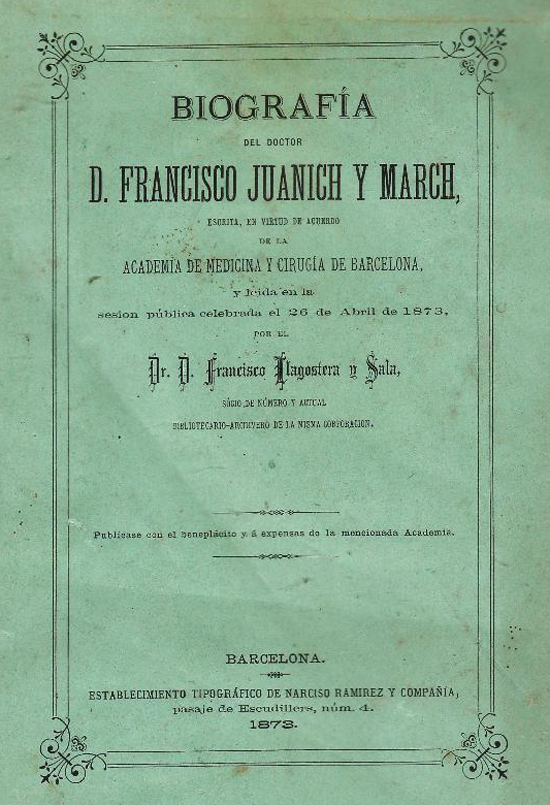 BIOGRAFÍA
DEL DOCTOR
D. FRANCISCO JUANICH Y MARCH,
ESCRITA, EN VIRTUD DE ACUERDO
DE LA
ACADEMIA DE MEDICINA Y CIRUGÍA DE BARCELONA,
y leida en la
sesion pública celebrada el 26 de Abril de 1873,
POR EL
Dr. D. Francisco Llagostera y Sala,
SÓCIO DE NÚMERO Y ACTUAL
BIBLIOTECARIO-ARCHIVERO DE LA MISMA CORPORACION.
Publícase con el beneplácito y á expensas de la mencionada Academia.
BARCELONA.
ESTABLECIMIENTO TIPOGRÁFICO DE NARCISO RAMIREZ Y COMPAÑÍA,
pasaje de Escudillers, núm. 4.
1873.